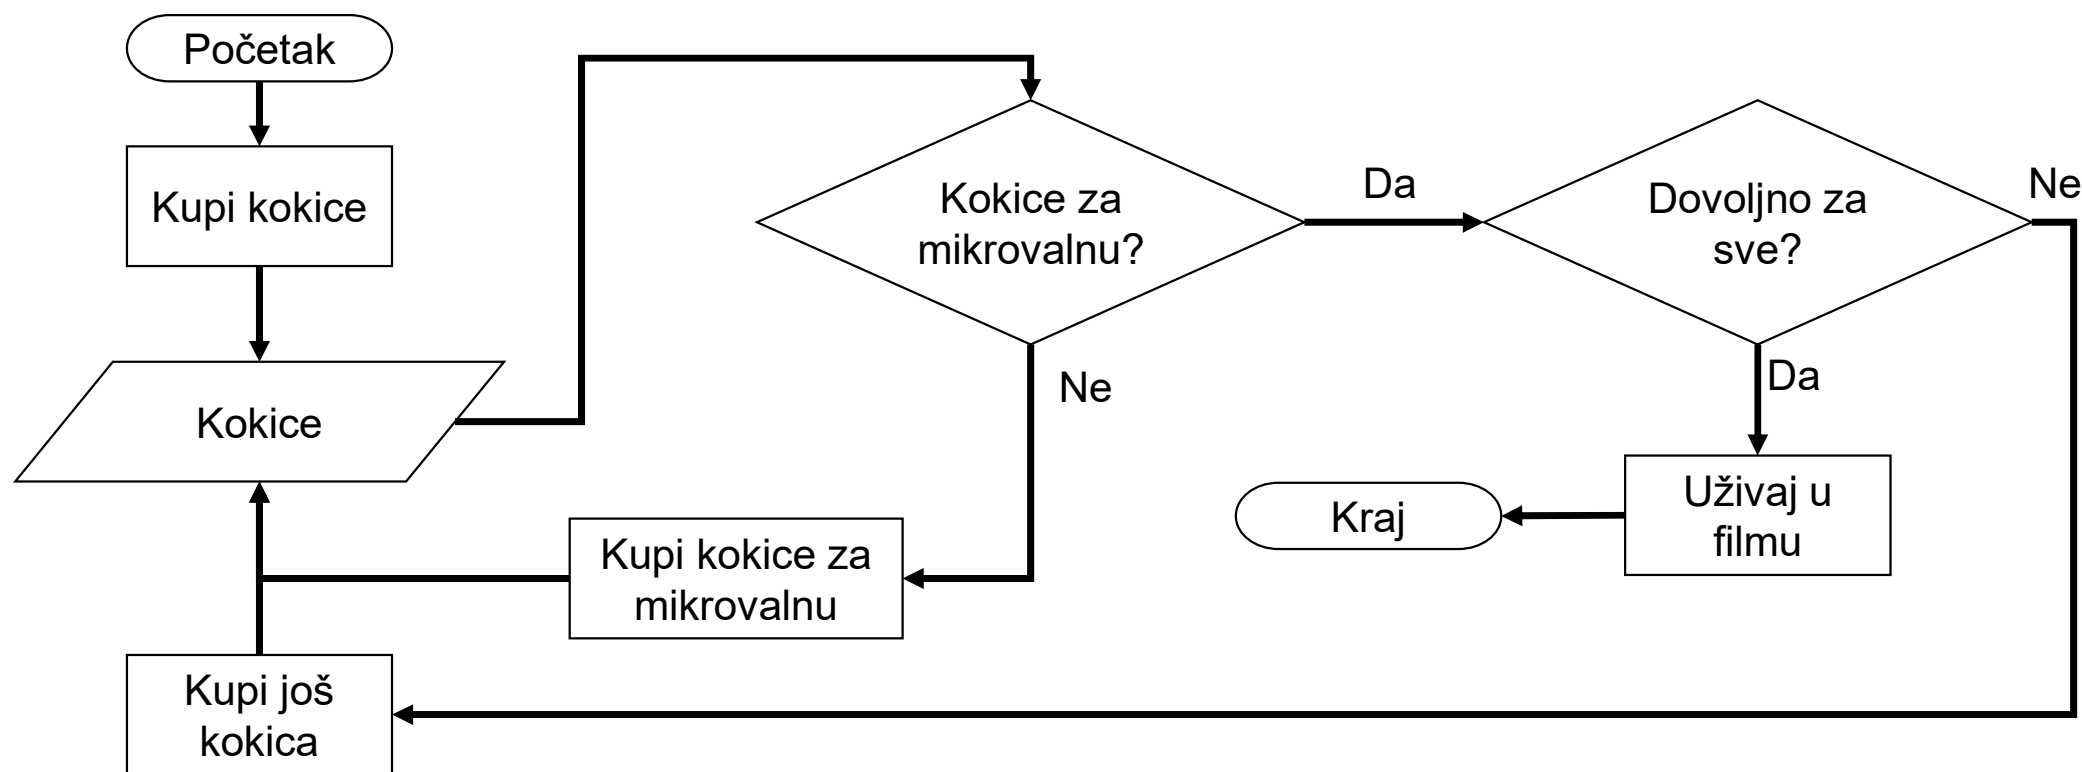 Početak
Kupi kokice
Kokice
Kokice za
mikrovalnu?
Da
Ne
Dovoljno za
sve?
Ne
Da
Uživaj u
filmu
Kraj
Kupi kokice za
mikrovalnu
Kupi još
kokica